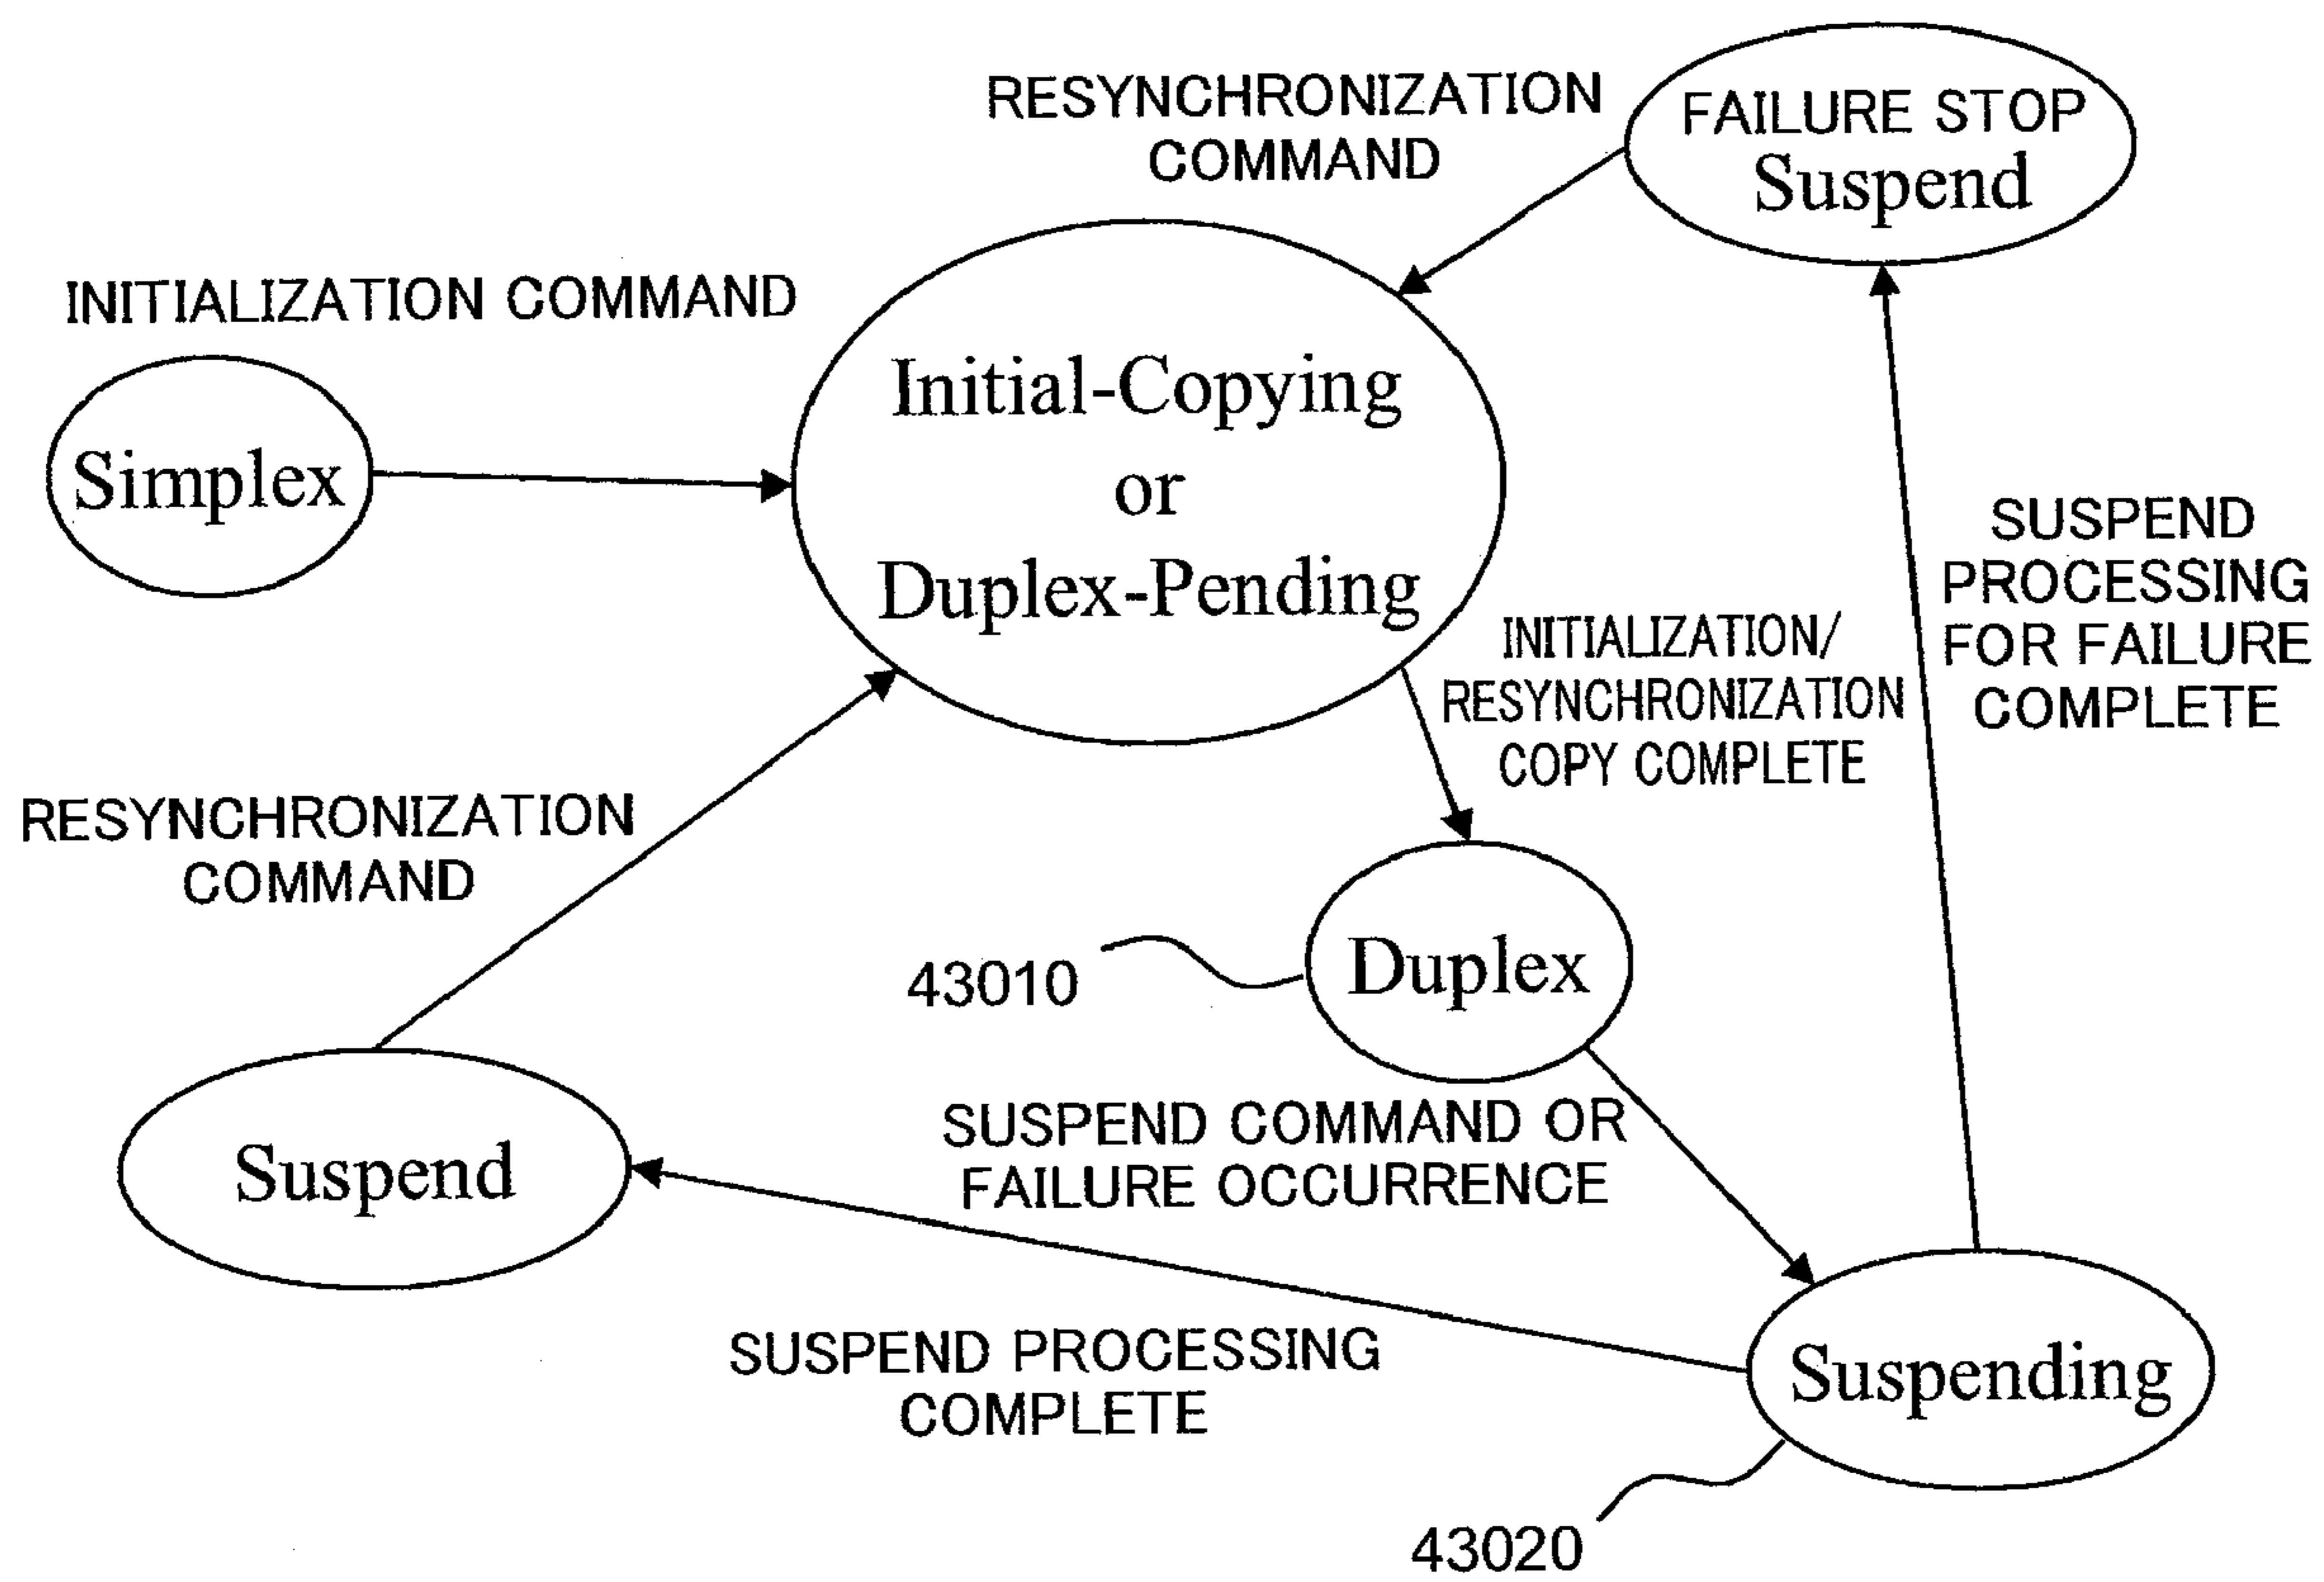 RESYNCHRONIZATION
COMMAND
FAILURE STOP
Suspend
INITIALIZATION COMMAND
Simplex
Initial-Copying
or
Duplex-Pending
SUSPEND
PROCESSING
FOR FAILURE
COMPLETE
INITIALIZATION/
RESYNCHRONIZATION
COPY COMPLETE
RESYNCHRONIZATION
COMMAND
43010
Duplex
Suspend
SUSPEND COMMAND OR
FAILURE OCCURRENCE
SUSPEND PROCESSING
COMPLETE
Suspending
43020